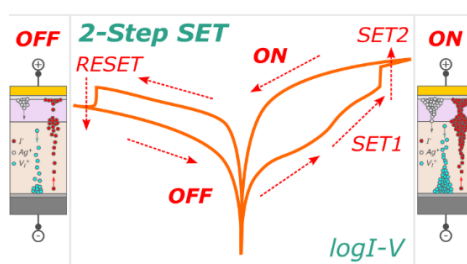 OFF
2-Step SET
SET2
ON
RESET
ON
SET1
OFF
logI-V
I⁻
Ag⁺
V_I⁺
I⁻
Ag⁺
V_I⁺